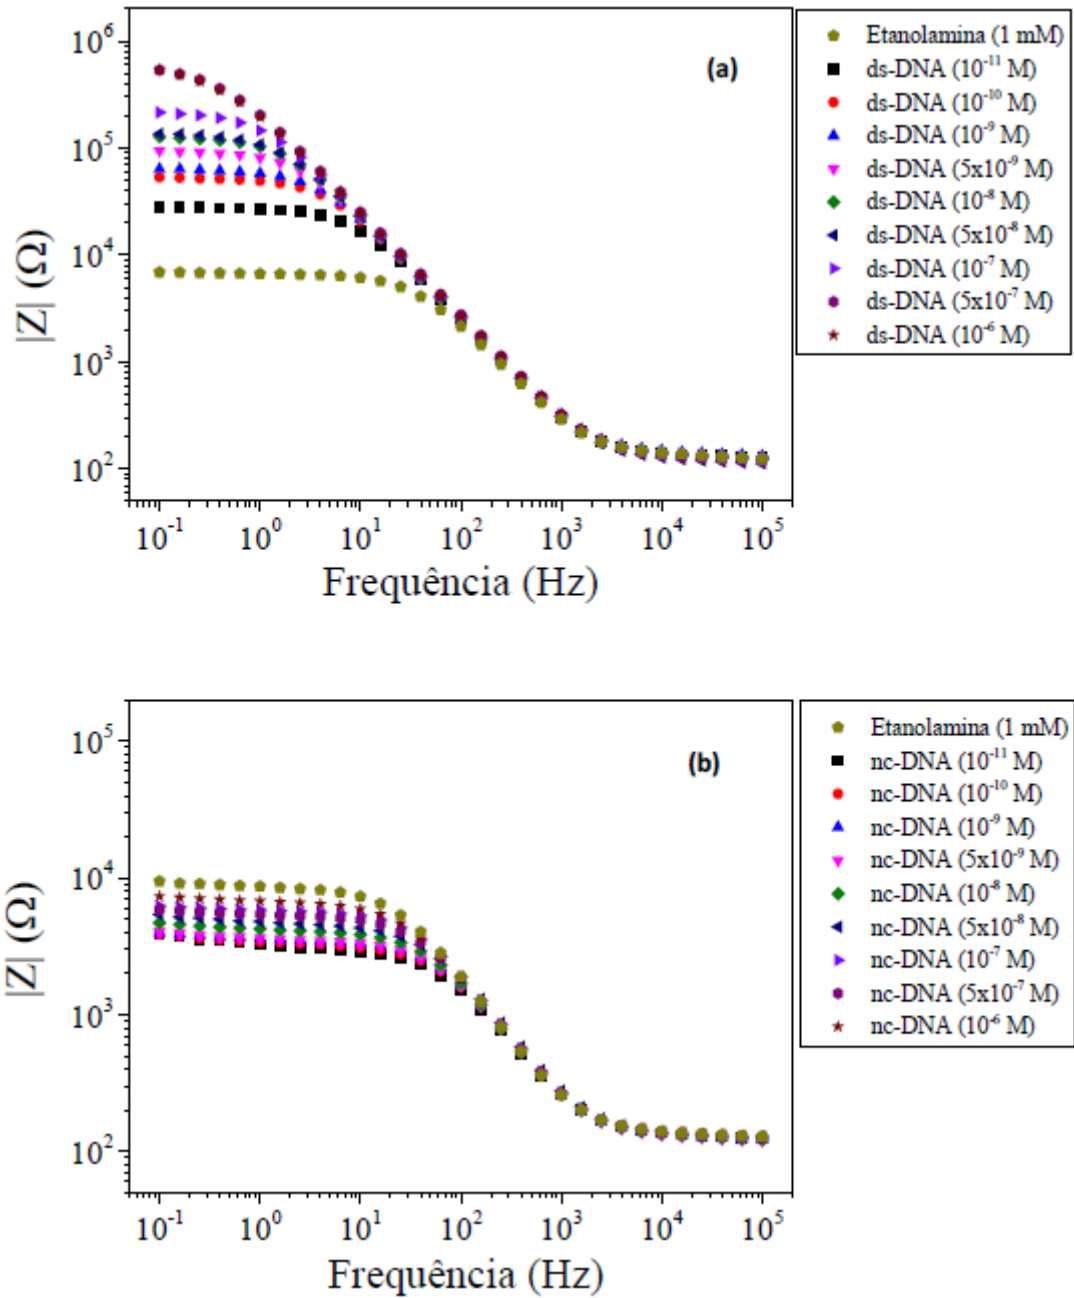 10⁶
10⁵
10⁴
10³
10²
|Z| (Ω)
(a)
10⁻¹ 10⁰ 10¹ 10² 10³ 10⁴ 10⁵
Frequência (Hz)
Etanolamina (1 mM)
ds-DNA (10⁻¹¹ M)
ds-DNA (10⁻¹⁰ M)
ds-DNA (10⁻⁹ M)
ds-DNA (5x10⁻⁹ M)
ds-DNA (10⁻⁸ M)
ds-DNA (5x10⁻⁸ M)
ds-DNA (10⁻⁷ M)
ds-DNA (5x10⁻⁷ M)
ds-DNA (10⁻⁶ M)
10⁵
10⁴
10³
10²
|Z| (Ω)
(b)
10⁻¹ 10⁰ 10¹ 10² 10³ 10⁴ 10⁵
Frequência (Hz)
Etanolamina (1 mM)
nc-DNA (10⁻¹¹ M)
nc-DNA (10⁻¹⁰ M)
nc-DNA (10⁻⁹ M)
nc-DNA (5x10⁻⁹ M)
nc-DNA (10⁻⁸ M)
nc-DNA (5x10⁻⁸ M)
nc-DNA (10⁻⁷ M)
nc-DNA (5x10⁻⁷ M)
nc-DNA (10⁻⁶ M)